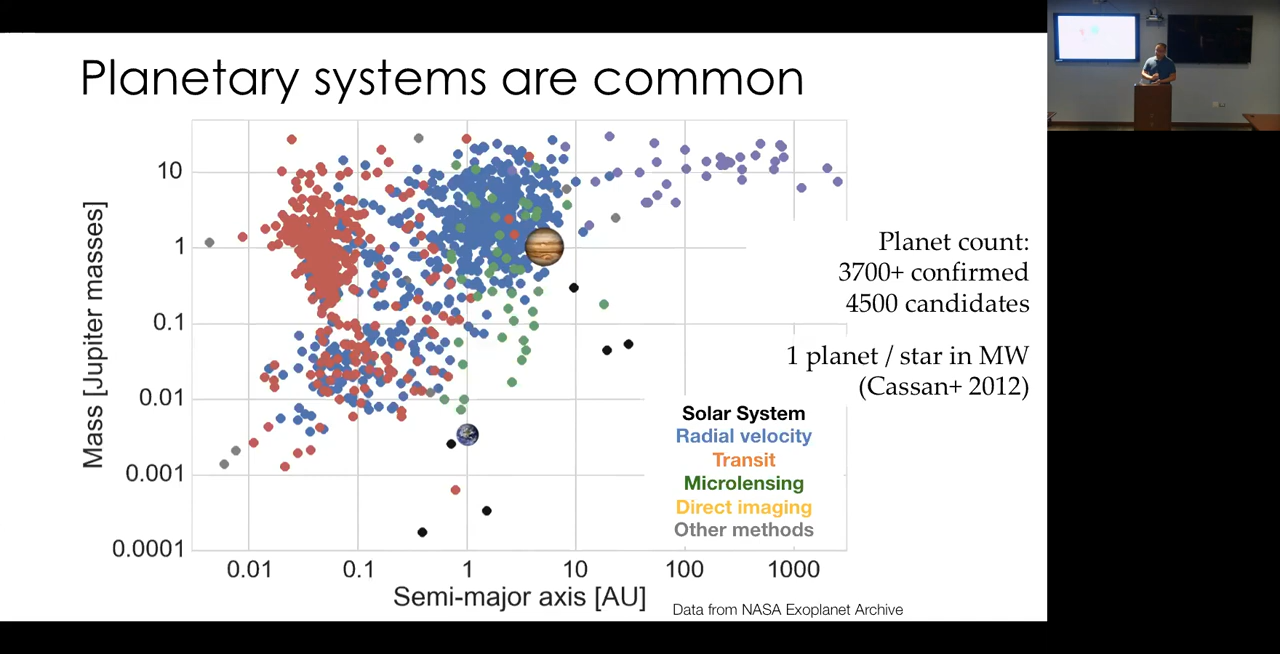 Planetary systems are common
Mass [Jupiter masses]
10
1
0.1
0.01
0.001
0.0001
0.01 0.1 1 10 100 1000
Semi-major axis [AU]
Planet count:
3700+ confirmed
4500 candidates
1 planet / star in MW
(Cassan+ 2012)
Solar System
Radial velocity
Transit
Microlensing
Direct imaging
Other methods
Data from NASA Exoplanet Archive